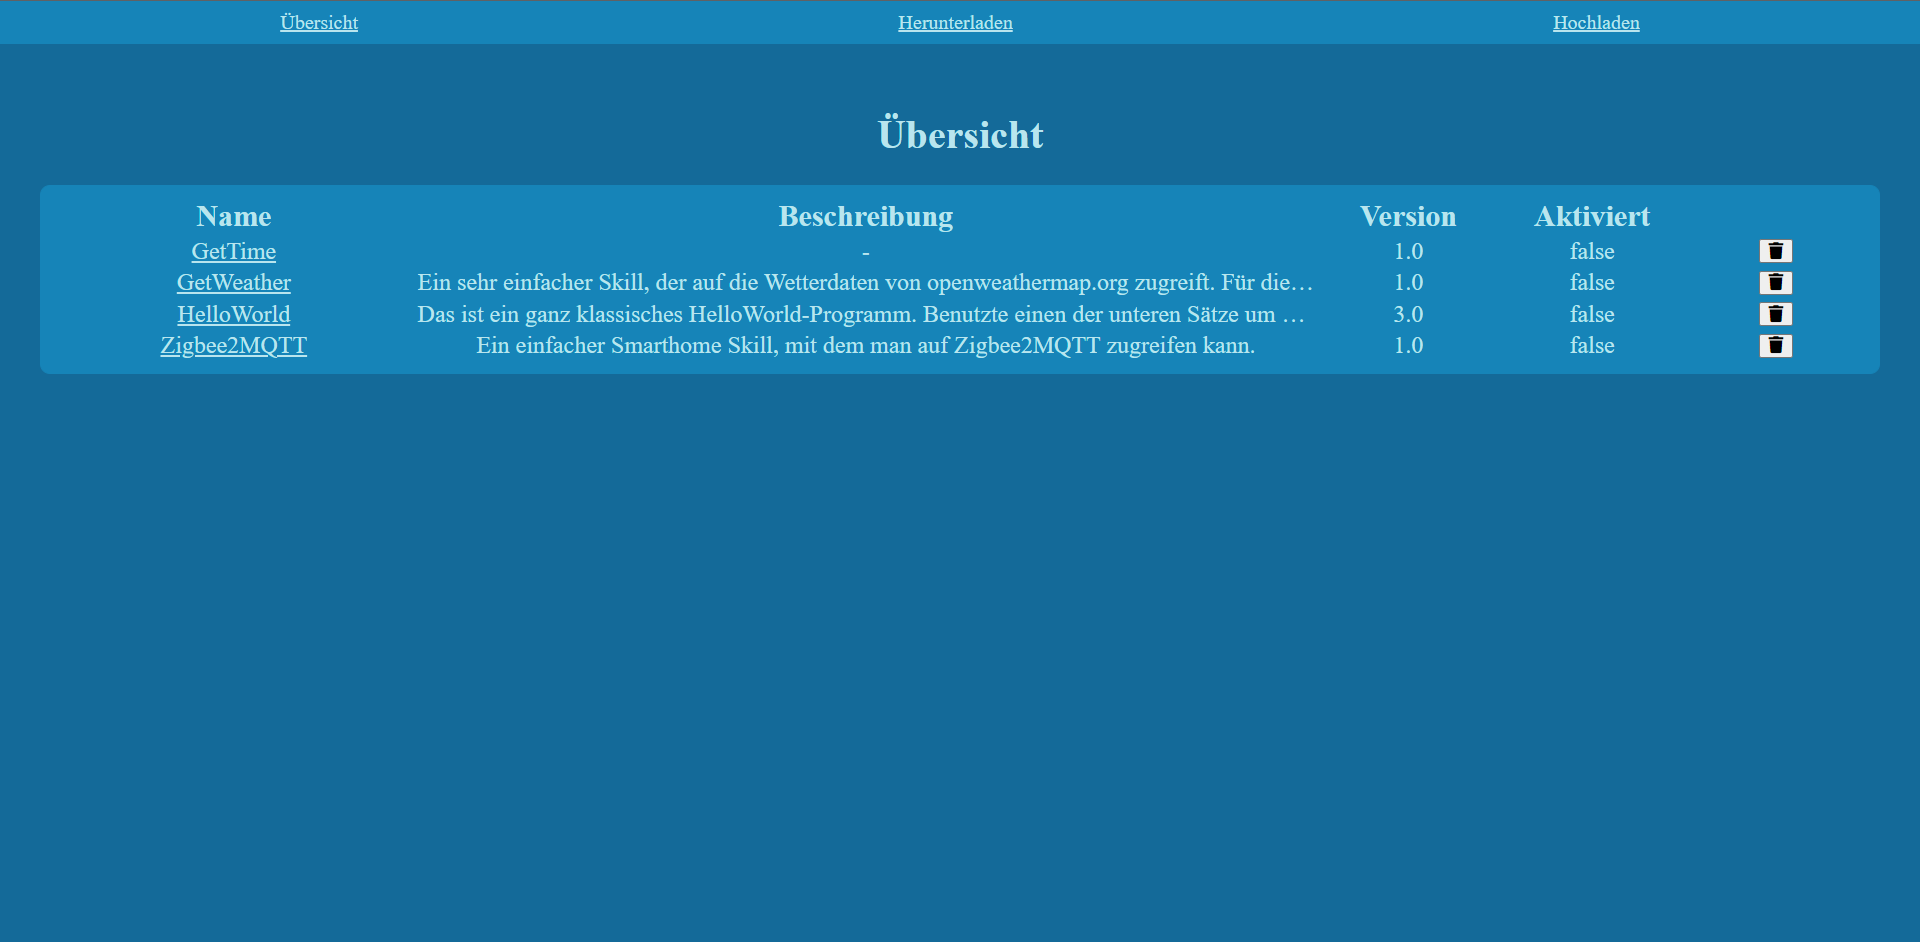 Übersicht Herunterladen Hochladen
Übersicht
Name Beschreibung Version Aktiviert
GetTime - 1.0 false
GetWeather Ein sehr einfacher Skill, der auf die Wetterdaten von openweathermap.org zugreift. Für die… 1.0 false
HelloWorld Das ist ein ganz klassisches HelloWorld-Programm. Benutzte einen der unteren Sätze um … 3.0 false
Zigbee2MQTT Ein einfacher Smarthome Skill, mit dem man auf Zigbee2MQTT zugreifen kann. 1.0 false